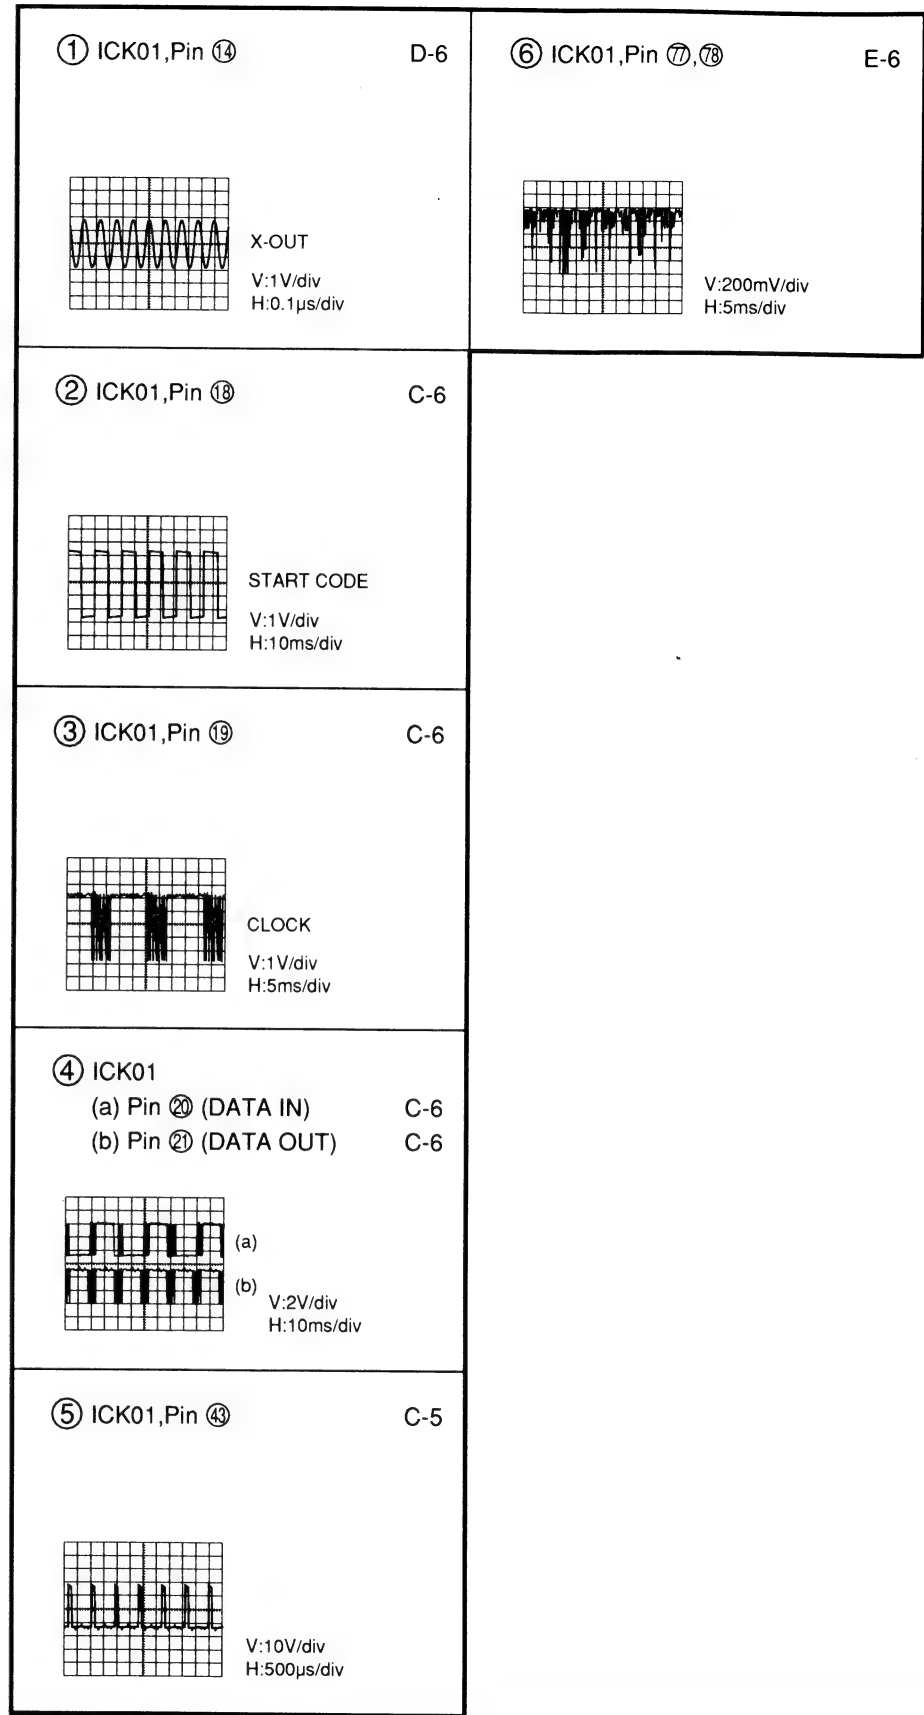 ① ICK01,Pin ⑭ D-6
X-OUT
V:1V/div
H:0.1µs/div
② ICK01,Pin ⑱ C-6
START CODE
V:1V/div
H:10ms/div
③ ICK01,Pin ⑲ C-6
CLOCK
V:1V/div
H:5ms/div
④ ICK01
(a) Pin ⑳ (DATA IN) C-6
(b) Pin ㉑ (DATA OUT) C-6
(a)
(b)
V:2V/div
H:10ms/div
⑤ ICK01,Pin ㊸ C-5
V:10V/div
H:500µs/div
⑥ ICK01,Pin 77,78 E-6
V:200mV/div
H:5ms/div